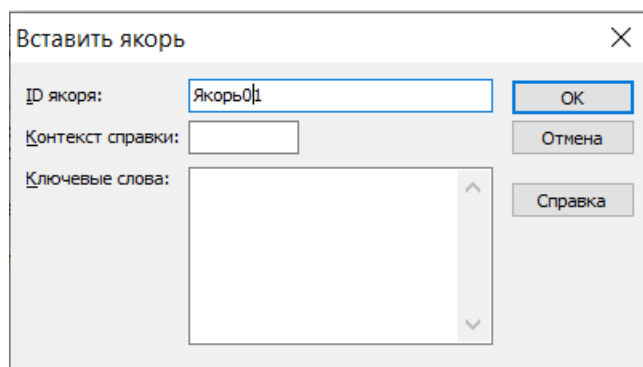 Вставить якорь
ID якоря: Якорь01 OK
Контекст справки: Отмена
Ключевые слова:
Справка